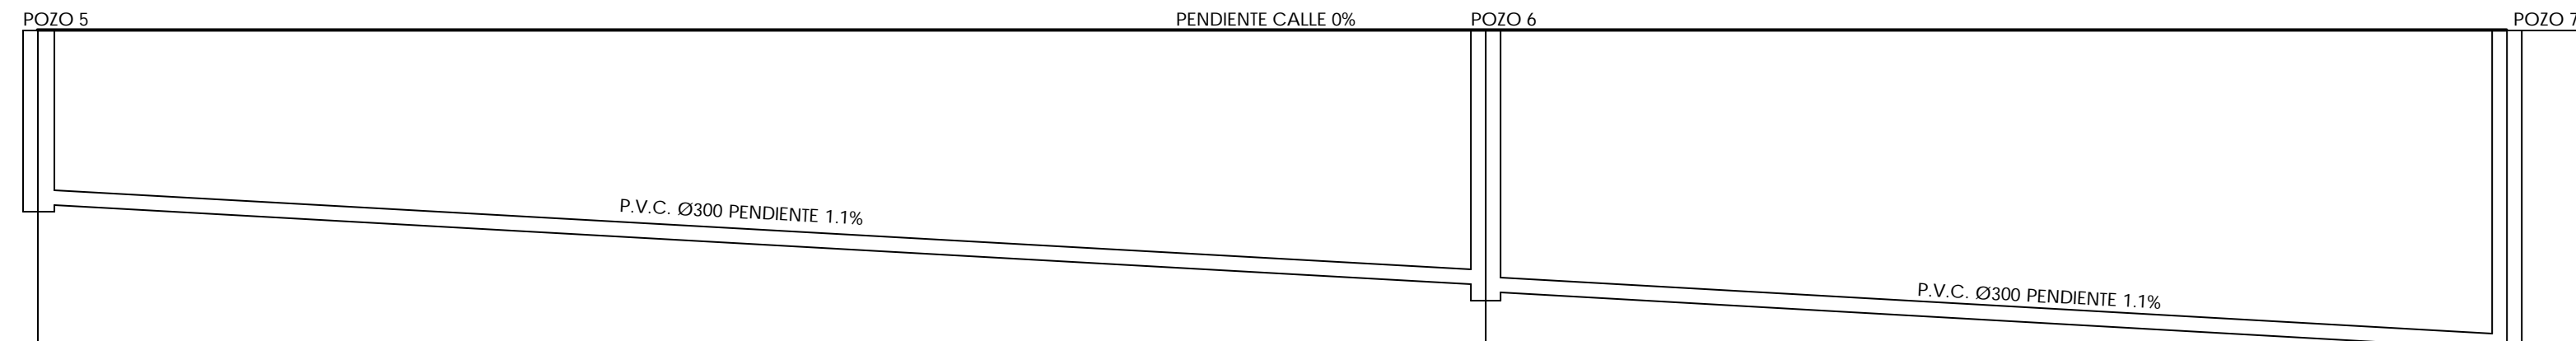 POZO 5
PENDIENTE CALLE 0%
POZO 6
POZO 7
P.V.C. Ø300 PENDIENTE 1.1%
P.V.C. Ø300 PENDIENTE 1.1%